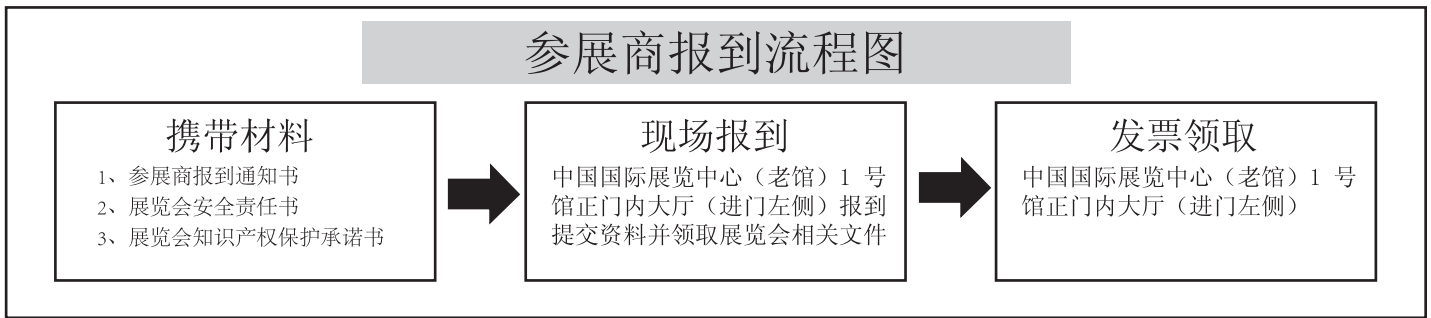 参展商报到流程图
携带材料
1、参展商报到通知书
2、展览会安全责任书
3、展览会知识产权保护承诺书
现场报到
中国国际展览中心（老馆）1 号
馆正门内大厅（进门左侧）报到
提交资料并领取展览会相关文件
发票领取
中国国际展览中心（老馆）1 号
馆正门内大厅（进门左侧）